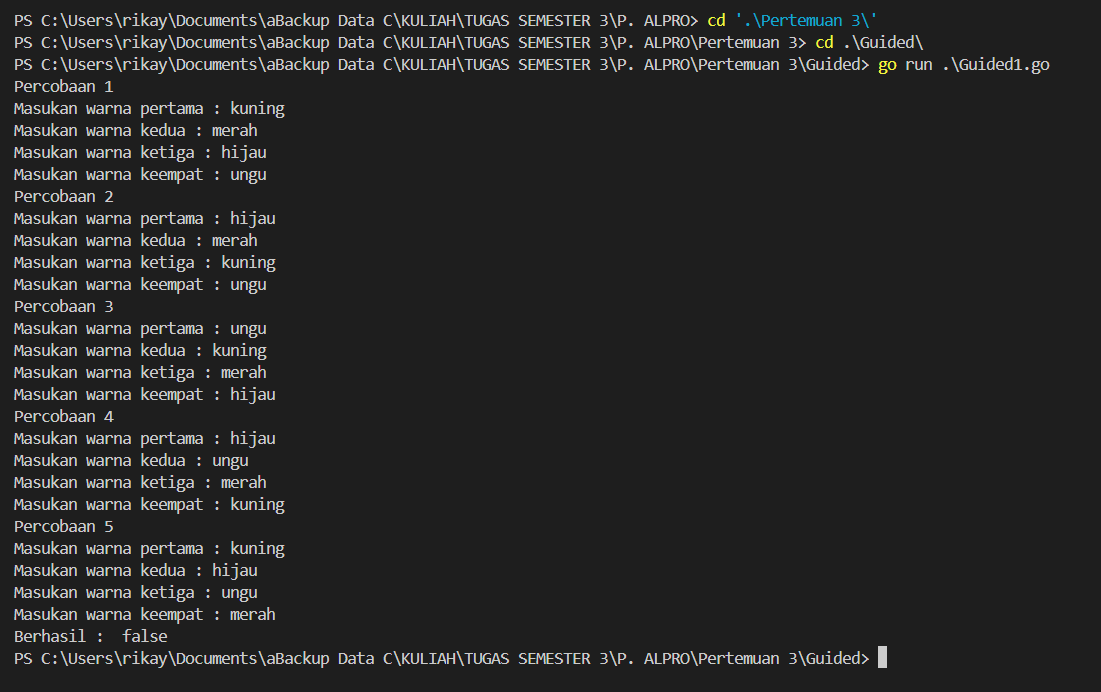 PS C:\Users\rikay\Documents\aBackup Data C\KULIAH\TUGAS SEMESTER 3\P. ALPRO> cd '.\Pertemuan 3\'
PS C:\Users\rikay\Documents\aBackup Data C\KULIAH\TUGAS SEMESTER 3\P. ALPRO\Pertemuan 3> cd .\Guided\
PS C:\Users\rikay\Documents\aBackup Data C\KULIAH\TUGAS SEMESTER 3\P. ALPRO\Pertemuan 3\Guided> go run .\Guided1.go
Percobaan 1
Masukan warna pertama : kuning
Masukan warna kedua : merah
Masukan warna ketiga : hijau
Masukan warna keempat : ungu
Percobaan 2
Masukan warna pertama : hijau
Masukan warna kedua : merah
Masukan warna ketiga : kuning
Masukan warna keempat : ungu
Percobaan 3
Masukan warna pertama : ungu
Masukan warna kedua : kuning
Masukan warna ketiga : merah
Masukan warna keempat : hijau
Percobaan 4
Masukan warna pertama : hijau
Masukan warna kedua : ungu
Masukan warna ketiga : merah
Masukan warna keempat : kuning
Percobaan 5
Masukan warna pertama : kuning
Masukan warna kedua : hijau
Masukan warna ketiga : ungu
Masukan warna keempat : merah
Berhasil :  false
PS C:\Users\rikay\Documents\aBackup Data C\KULIAH\TUGAS SEMESTER 3\P. ALPRO\Pertemuan 3\Guided>